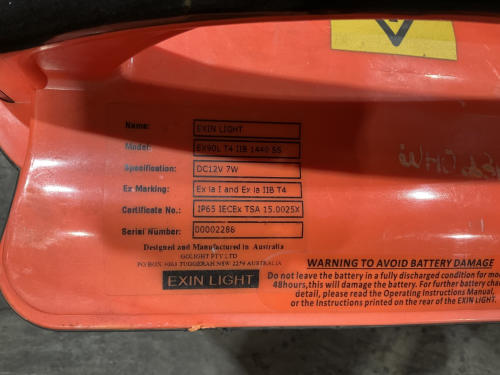 Name: EXIN LIGHT
Model: EX90L T4 IIB 1440 SS
Specification: DC12V 7W
Ex Marking: Ex ia I and Ex ia IIB T4
Certificate No.: IP65 IECEx TSA 15.0025X
Serial Number: 00002286
Designed and Manufactured in Australia
GOLIGHT PTY LTD
PO BOX TUGGERAH NSW 2259 AUSTRALIA
EXIN LIGHT
WARNING TO AVOID BATTERY DAMAGE
Do not leave the battery in a fully discharged condition for mo
48hours,this will damage the battery. For further battery cha
detail, please read the Operating Instructions Manual,
or the Instructions printed on the rear of the EXIN LIGHT.